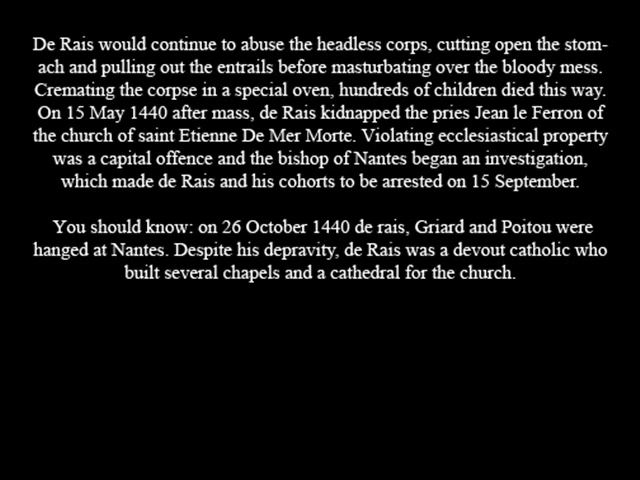 De Rais would continue to abuse the headless corps, cutting open the stom-
ach and pulling out the entrails before masturbating over the bloody mess.
Cremating the corpse in a special oven, hundreds of children died this way.
On 15 May 1440 after mass, de Rais kidnapped the pries Jean le Ferron of
the church of saint Etienne De Mer Morte. Violating ecclesiastical property
was a capital offence and the bishop of Nantes began an investigation,
which made de Rais and his cohorts to be arrested on 15 September.
You should know: on 26 October 1440 de rais, Griard and Poitou were
hanged at Nantes. Despite his depravity, de Rais was a devout catholic who
built several chapels and a cathedral for the church.